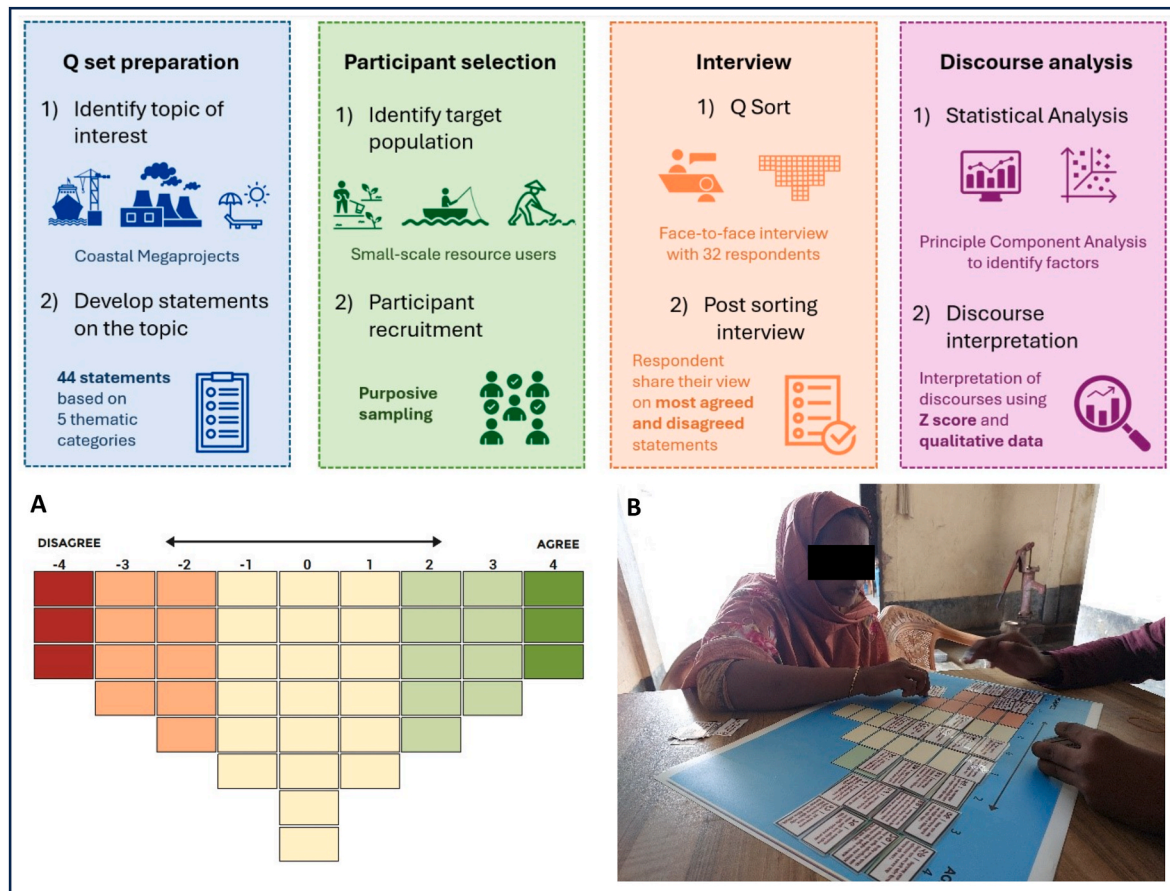 Q set preparation
1) Identify topic of
interest
Coastal Megaprojects
2) Develop statements
on the topic
44 statements
based on
5 thematic
categories
Participant selection
1) Identify target
population
Small-scale resource users
2) Participant
recruitment
Purposive
sampling
Interview
1) Q Sort
Face-to-face interview
with 32 respondents
2) Post sorting
interview
Respondent
share their view
on most agreed
and disagreed
statements
Discourse analysis
1) Statistical Analysis
Principle Component Analysis
to identify factors
2) Discourse
interpretation
Interpretation of
discourses using
Z score and
qualitative data
A
DISAGREE AGREE
-4 -3 -2 -1 0 1 2 3 4
B
2
3
4